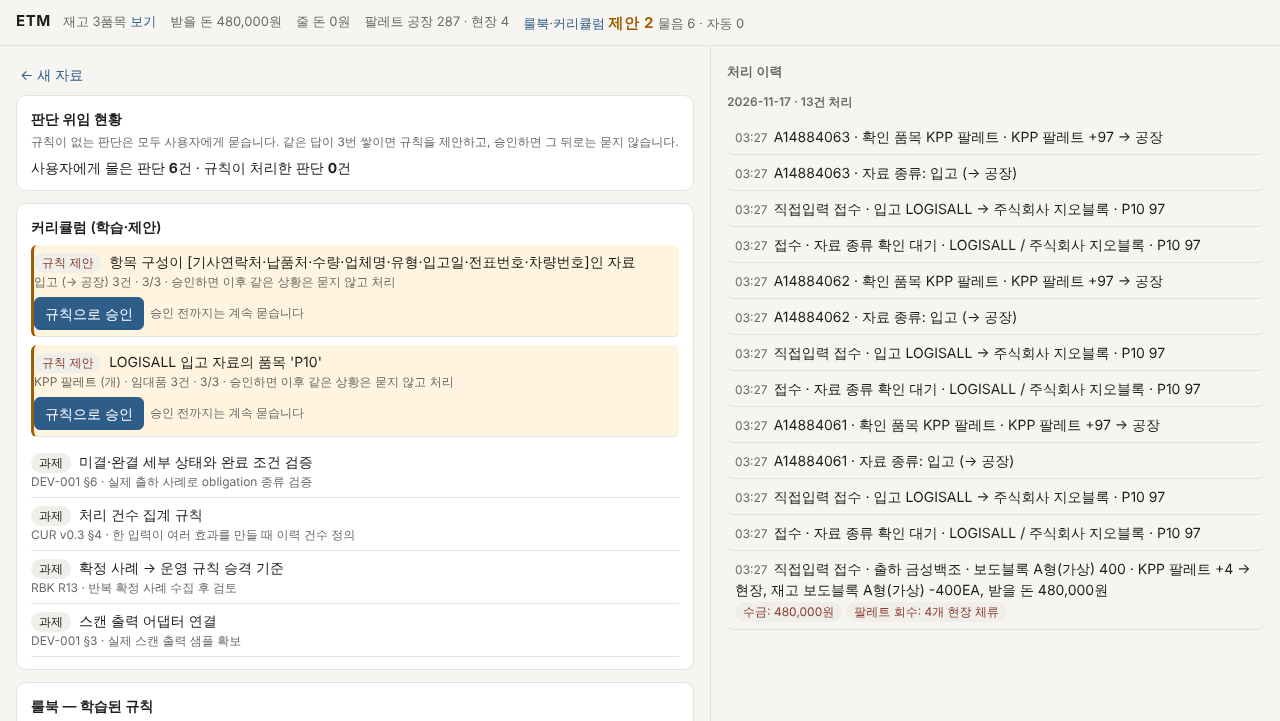 ETM 재고 3품목 보기 받을 돈 480,000원 줄 돈 0원 팔레트 공장 287 · 현장 4 룰북·커리큘럼 제안 2 물음 6 · 자동 0
← 새 자료
판단 위임 현황
규칙이 없는 판단은 모두 사용자에게 묻습니다. 같은 답이 3번 쌓이면 규칙을 제안하고, 승인하면 그 뒤로는 묻지 않습니다.
사용자에게 물은 판단 6건 · 규칙이 처리한 판단 0건
커리큘럼 (학습·제안)
규칙 제안 항목 구성이 [기사연락처·납품처·수량·업체명·유형·입고일·전표번호·차량번호]인 자료
입고 (→ 공장) 3건 · 3/3 · 승인하면 이후 같은 상황은 묻지 않고 처리
규칙으로 승인 승인 전까지는 계속 묻습니다
규칙 제안 LOGISALL 입고 자료의 품목 'P10'
KPP 팔레트 (개) · 임대품 3건 · 3/3 · 승인하면 이후 같은 상황은 묻지 않고 처리
규칙으로 승인 승인 전까지는 계속 묻습니다
과제 미결·완결 세부 상태와 완료 조건 검증
DEV-001 §6 · 실제 출하 사례로 obligation 종류 검증
과제 처리 건수 집계 규칙
CUR v0.3 §4 · 한 입력이 여러 효과를 만들 때 이력 건수 정의
과제 확정 사례 → 운영 규칙 승격 기준
RBK R13 · 반복 확정 사례 수집 후 검토
과제 스캔 출력 어댑터 연결
DEV-001 §3 · 실제 스캔 출력 샘플 확보
룰북 — 학습된 규칙
처리 이력
2026-11-17 · 13건 처리
03:27 A14884063 · 확인 품목 KPP 팔레트 · KPP 팔레트 +97 → 공장
03:27 A14884063 · 자료 종류: 입고 (→ 공장)
03:27 직접입력 접수 · 입고 LOGISALL → 주식회사 지오블록 · P10 97
03:27 접수 · 자료 종류 확인 대기 · LOGISALL / 주식회사 지오블록 · P10 97
03:27 A14884062 · 확인 품목 KPP 팔레트 · KPP 팔레트 +97 → 공장
03:27 A14884062 · 자료 종류: 입고 (→ 공장)
03:27 직접입력 접수 · 입고 LOGISALL → 주식회사 지오블록 · P10 97
03:27 접수 · 자료 종류 확인 대기 · LOGISALL / 주식회사 지오블록 · P10 97
03:27 A14884061 · 확인 품목 KPP 팔레트 · KPP 팔레트 +97 → 공장
03:27 A14884061 · 자료 종류: 입고 (→ 공장)
03:27 직접입력 접수 · 입고 LOGISALL → 주식회사 지오블록 · P10 97
03:27 접수 · 자료 종류 확인 대기 · LOGISALL / 주식회사 지오블록 · P10 97
03:27 직접입력 접수 · 출하 금성백조 · 보도블록 A형(가상) 400 · KPP 팔레트 +4 →
현장, 재고 보도블록 A형(가상) -400EA, 받을 돈 480,000원
수금: 480,000원 팔레트 회수: 4개 현장 체류